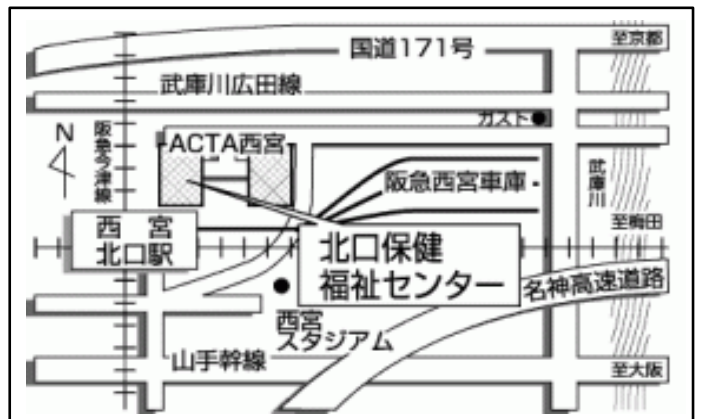 至京都
国道171号
武庫川広田線
ガスト
N
阪急今津線
ACTA西宮
阪急西宮車庫
武庫川
至梅田
西宮
北口駅
北口保健
福祉センター
名神高速道路
西宮
スタジアム
山手幹線
至大阪